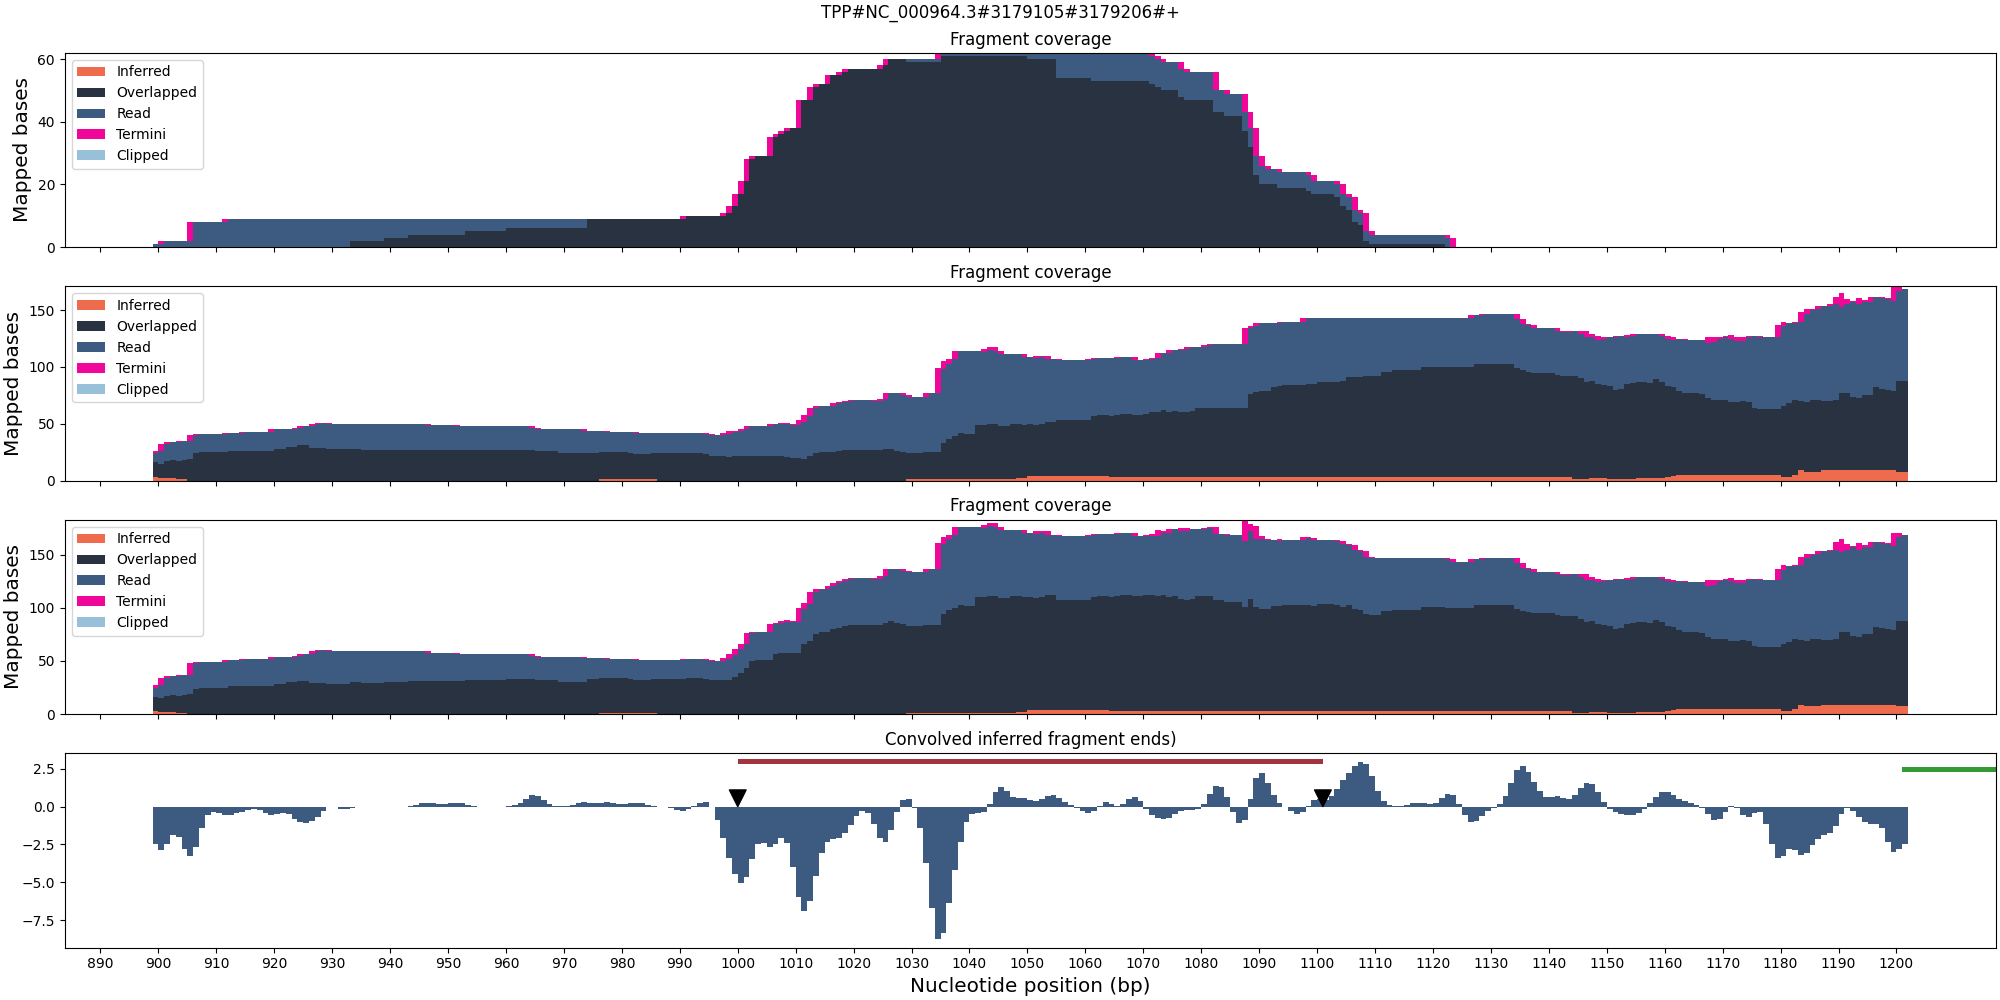 TPP#NC_000964.3#3179105#3179206#+
Fragment coverage
Mapped bases
60
40
20
0
Inferred
Overlapped
Read
Termini
Clipped
Fragment coverage
Mapped bases
150
100
50
0
Inferred
Overlapped
Read
Termini
Clipped
Fragment coverage
Mapped bases
150
100
50
0
Inferred
Overlapped
Read
Termini
Clipped
Convolved inferred fragment ends)
2.5
0.0
−2.5
−5.0
−7.5
890 900 910 920 930 940 950 960 970 980 990 1000 1010 1020 1030 1040 1050 1060 1070 1080 1090 1100 1110 1120 1130 1140 1150 1160 1170 1180 1190 1200
Nucleotide position (bp)